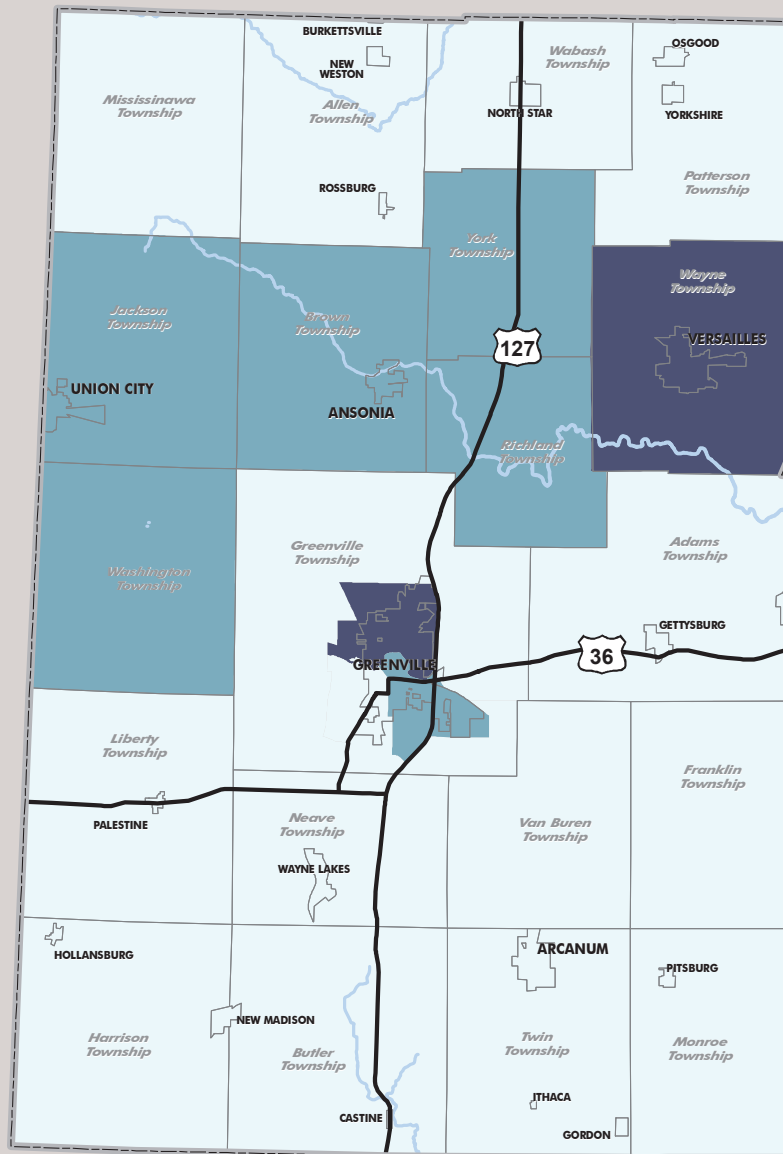 BURKETTSVILLE
NEW
WESTON
Wabash
Township
OSGOOD
Mississinawa
Township
Allen
Township
NORTH STAR
YORKSHIRE
ROSSBURG
Patterson
Township
York
Township
Wayne
Township
Jackson
Township
Brown
Township
127
VERSAILLES
UNION CITY
ANSONIA
Richland
Township
Greenville
Township
Adams
Township
Washington
Township
GETTYSBURG
36
GREENVILLE
Liberty
Township
Franklin
Township
PALESTINE
Neave
Township
Van Buren
Township
WAYNE LAKES
HOLLANSBURG
ARCANUM
PITSBURG
NEW MADISON
Harrison
Township
Butler
Township
Twin
Township
Monroe
Township
ITHACA
CASTINE
GORDON